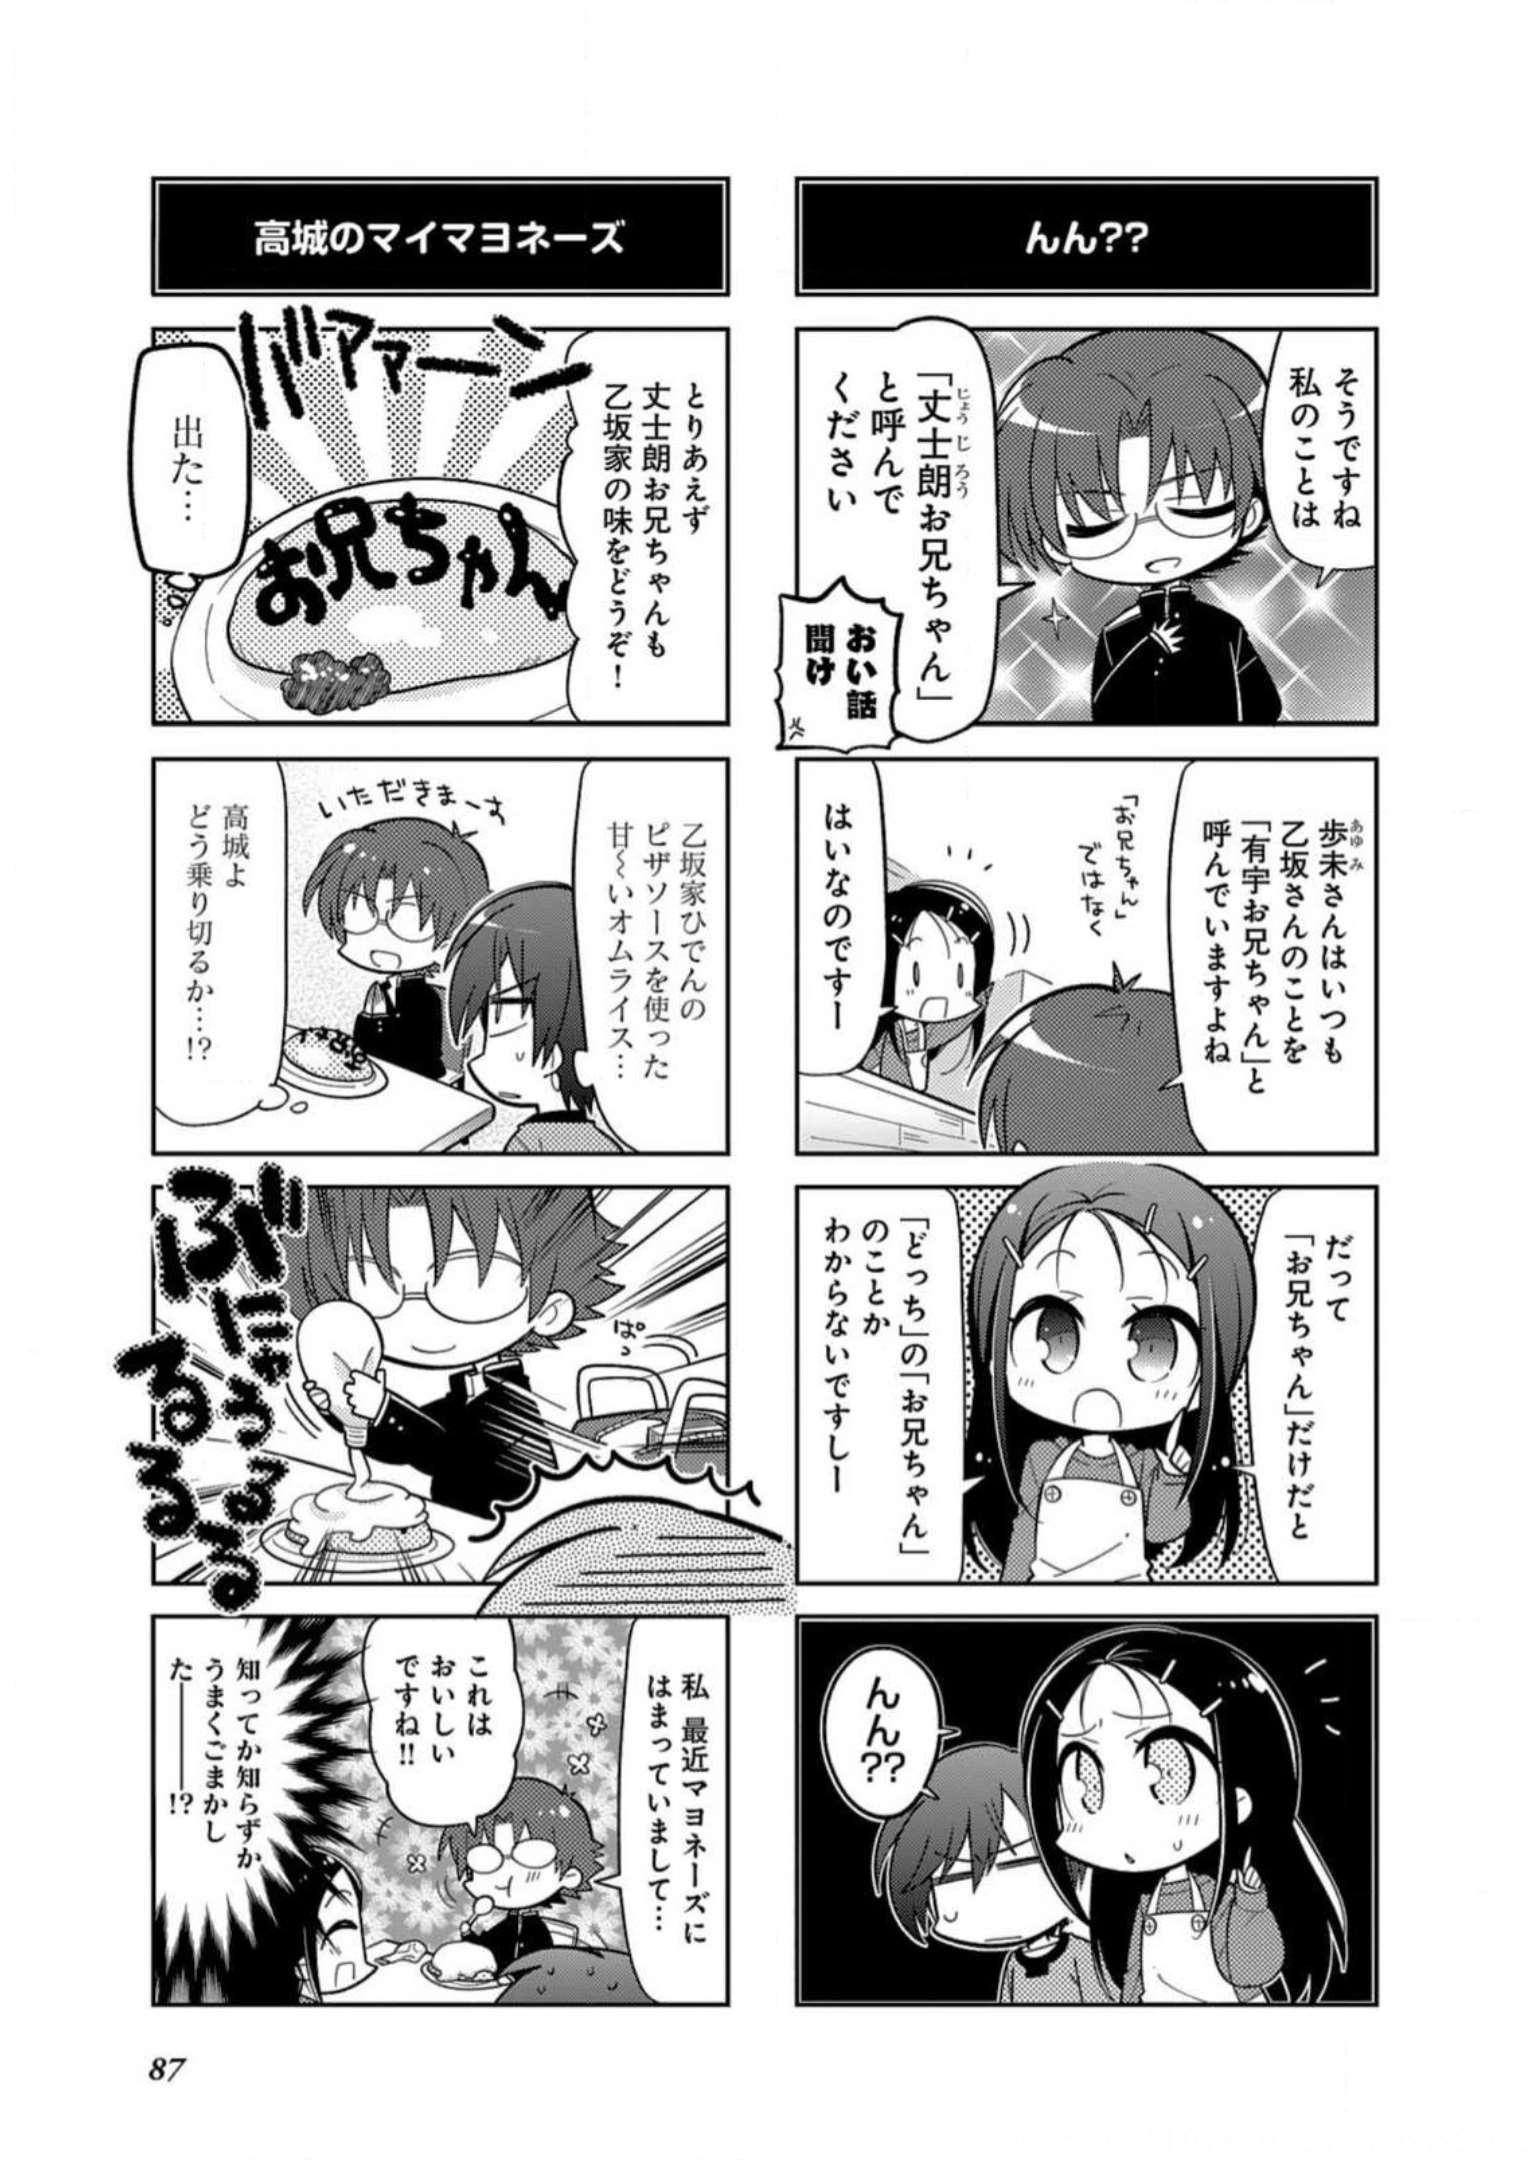 んん??
そうですね
私のことは
「丈士朗お兄ちゃん」
じょうじろう
と呼んで
ください
おい話
聞け
歩未さんはいつも
あゆみ
乙坂さんのことを
「有宇お兄ちゃん」と
呼んでいますよね
「お兄ちゃん」
ではなく
はいなのですー
だって
「お兄ちゃん」だけだと
「どっち」の「お兄ちゃん」
のことか
わからないですしー
んん??
高城のマイマヨネーズ
バァァーン
とりあえず
丈士朗お兄ちゃんも
乙坂家の味をどうぞ!
お兄ちゃん
出た…
乙坂家ひでんの
ピザソースを使った
甘〜いオムライス…
いただきまーす
高城よ
どう乗り切るか…!?
ぱっ
ぶにゅう
るるるるる
私 最近マヨネーズに
はまっていまして…
これは
おいしい
ですね!!
知ってか知らずか
うまくごまかし
た――――!?
87